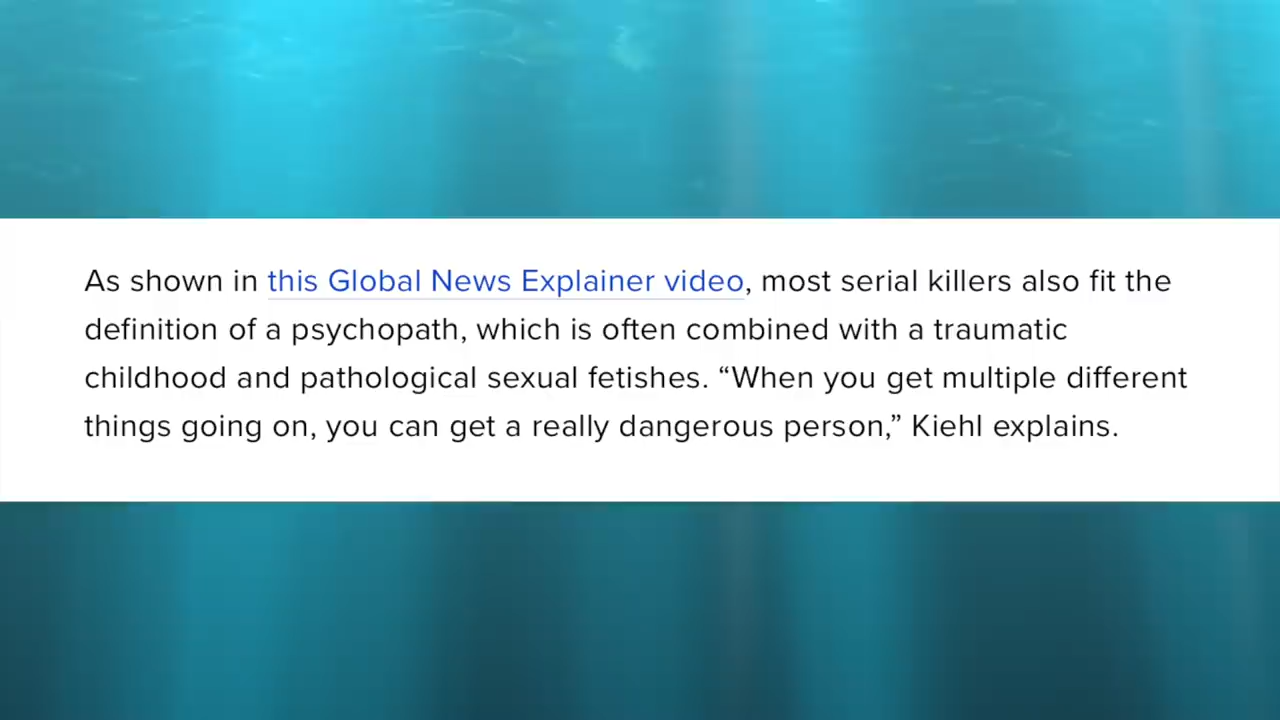 As shown in this Global News Explainer video, most serial killers also fit the
definition of a psychopath, which is often combined with a traumatic
childhood and pathological sexual fetishes. “When you get multiple different
things going on, you can get a really dangerous person,” Kiehl explains.